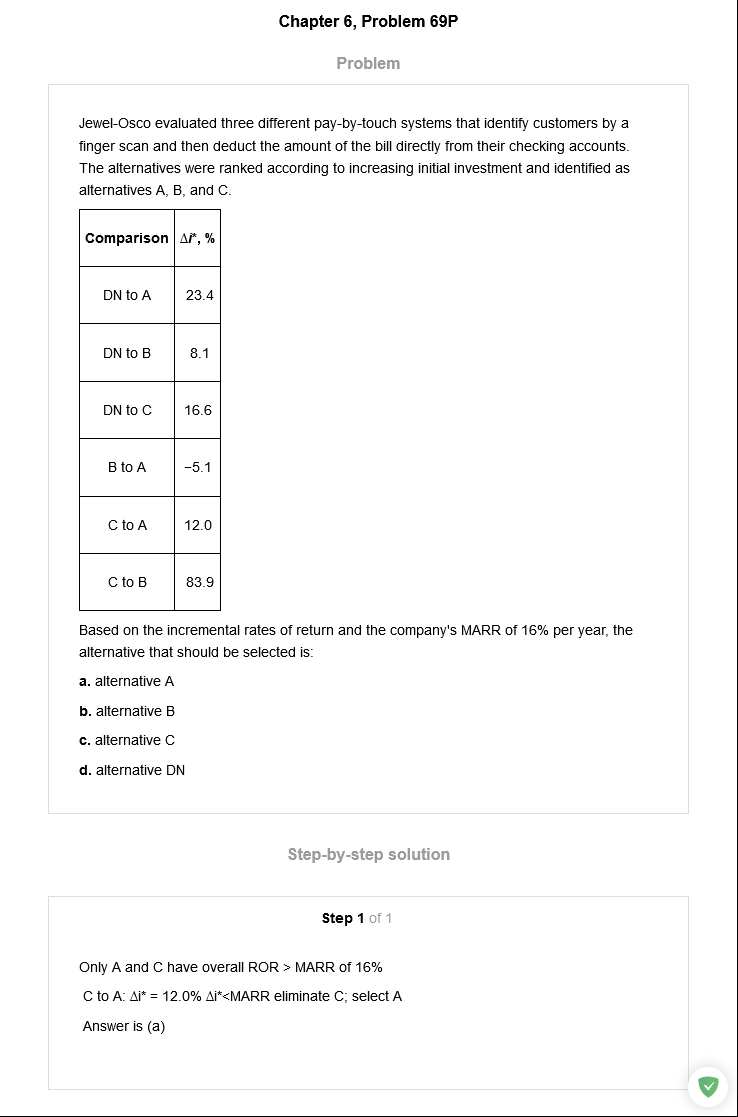 Chapter 6, Problem 69P
Problem
Jewel-Osco evaluated three different pay-by-touch systems that identify customers by a
finger scan and then deduct the amount of the bill directly from their checking accounts.
The alternatives were ranked according to increasing initial investment and identified as
alternatives A, B, and C.
Comparison Δi*, %
DN to A 23.4
DN to B 8.1
DN to C 16.6
B to A −5.1
C to A 12.0
C to B 83.9
Based on the incremental rates of return and the company's MARR of 16% per year, the
alternative that should be selected is:
a. alternative A
b. alternative B
c. alternative C
d. alternative DN
Step-by-step solution
Step 1 of 1
Only A and C have overall ROR > MARR of 16%
C to A: Δi* = 12.0% Δi*<MARR eliminate C; select A
Answer is (a)